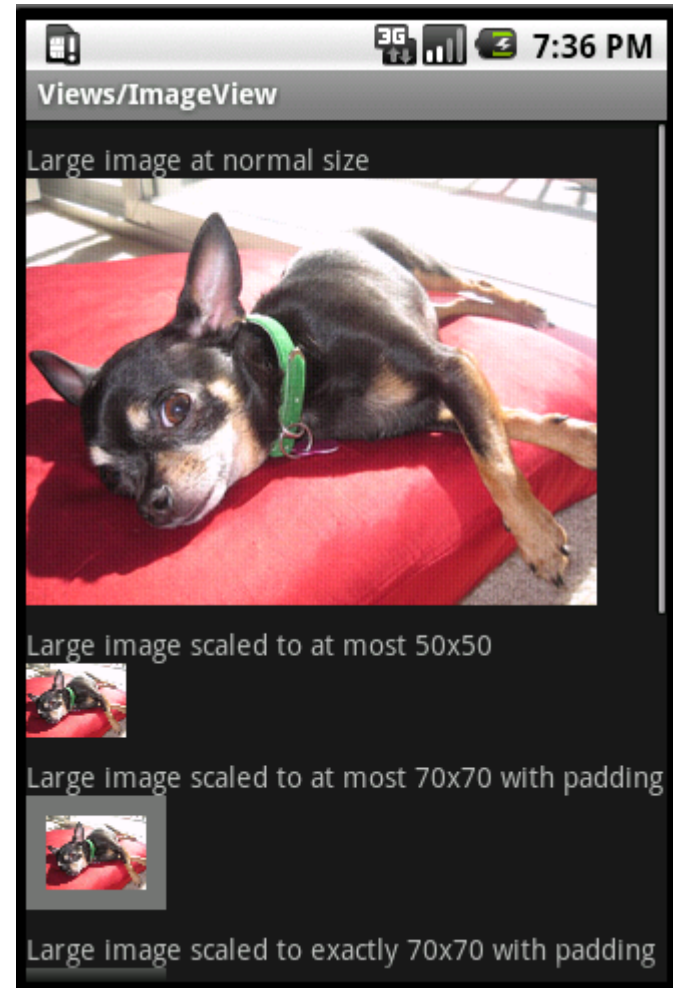 3G 7:36 PM
Views/ImageView
Large image at normal size
Large image scaled to at most 50x50
Large image scaled to at most 70x70 with padding
Large image scaled to exactly 70x70 with padding